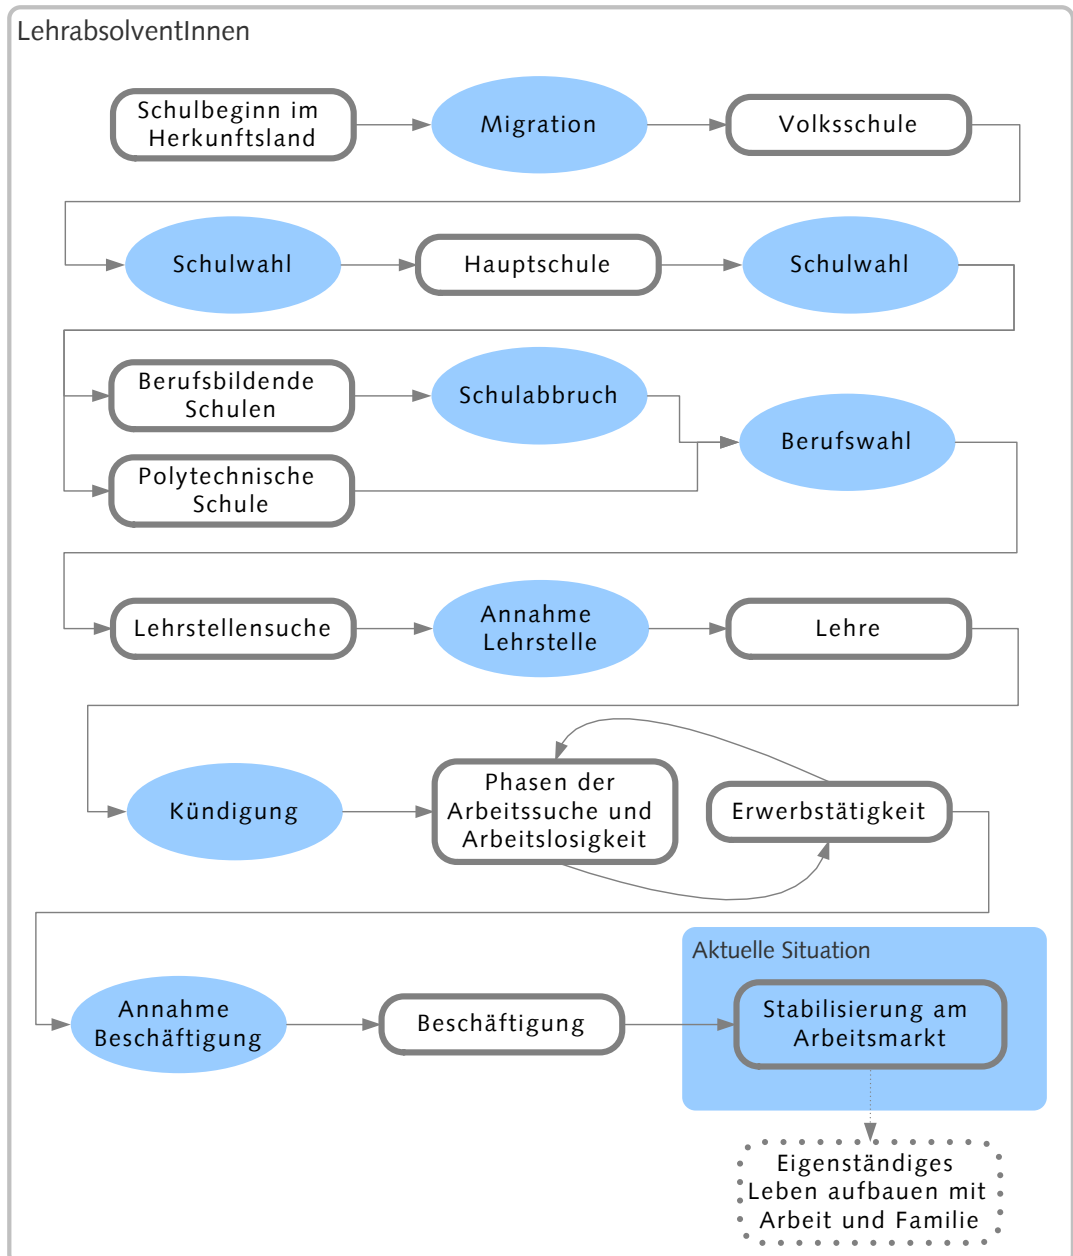 LehrabsolventInnen
Schulbeginn im
Herkunftsland
Migration
Volksschule
Schulwahl
Hauptschule
Schulwahl
Berufsbildende
Schulen
Schulabbruch
Berufswahl
Polytechnische
Schule
Lehrstellensuche
Annahme
Lehrstelle
Lehre
Kündigung
Phasen der
Arbeitssuche und
Arbeitslosigkeit
Erwerbstätigkeit
Annahme
Beschäftigung
Beschäftigung
Aktuelle Situation
Stabilisierung am
Arbeitsmarkt
Eigenständiges
Leben aufbauen mit
Arbeit und Familie